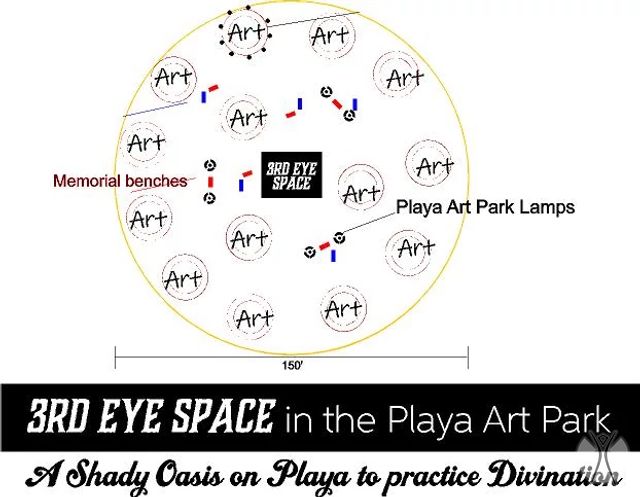 Art
Art
Art
Art
Art
Art
Art
3RD EYE
SPACE
Memorial benches
Art
Playa Art Park Lamps
Art
Art
Art
Art
Art
Art
150'
3RD EYE SPACE in the Playa Art Park
A Shady Oasis on Playa to practice Divination